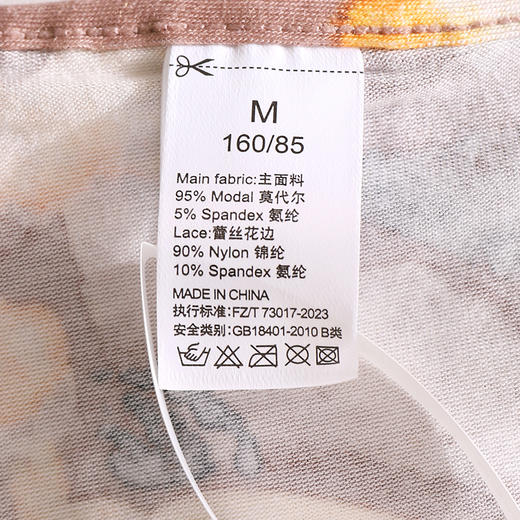 M
160/85
Main fabric:主面料
95% Modal 莫代尔
5% Spandex 氨纶
Lace:蕾丝花边
90% Nylon 锦纶
10% Spandex 氨纶
MADE IN CHINA
执行标准:FZ/T 73017-2023
安全类别:GB18401-2010 B类